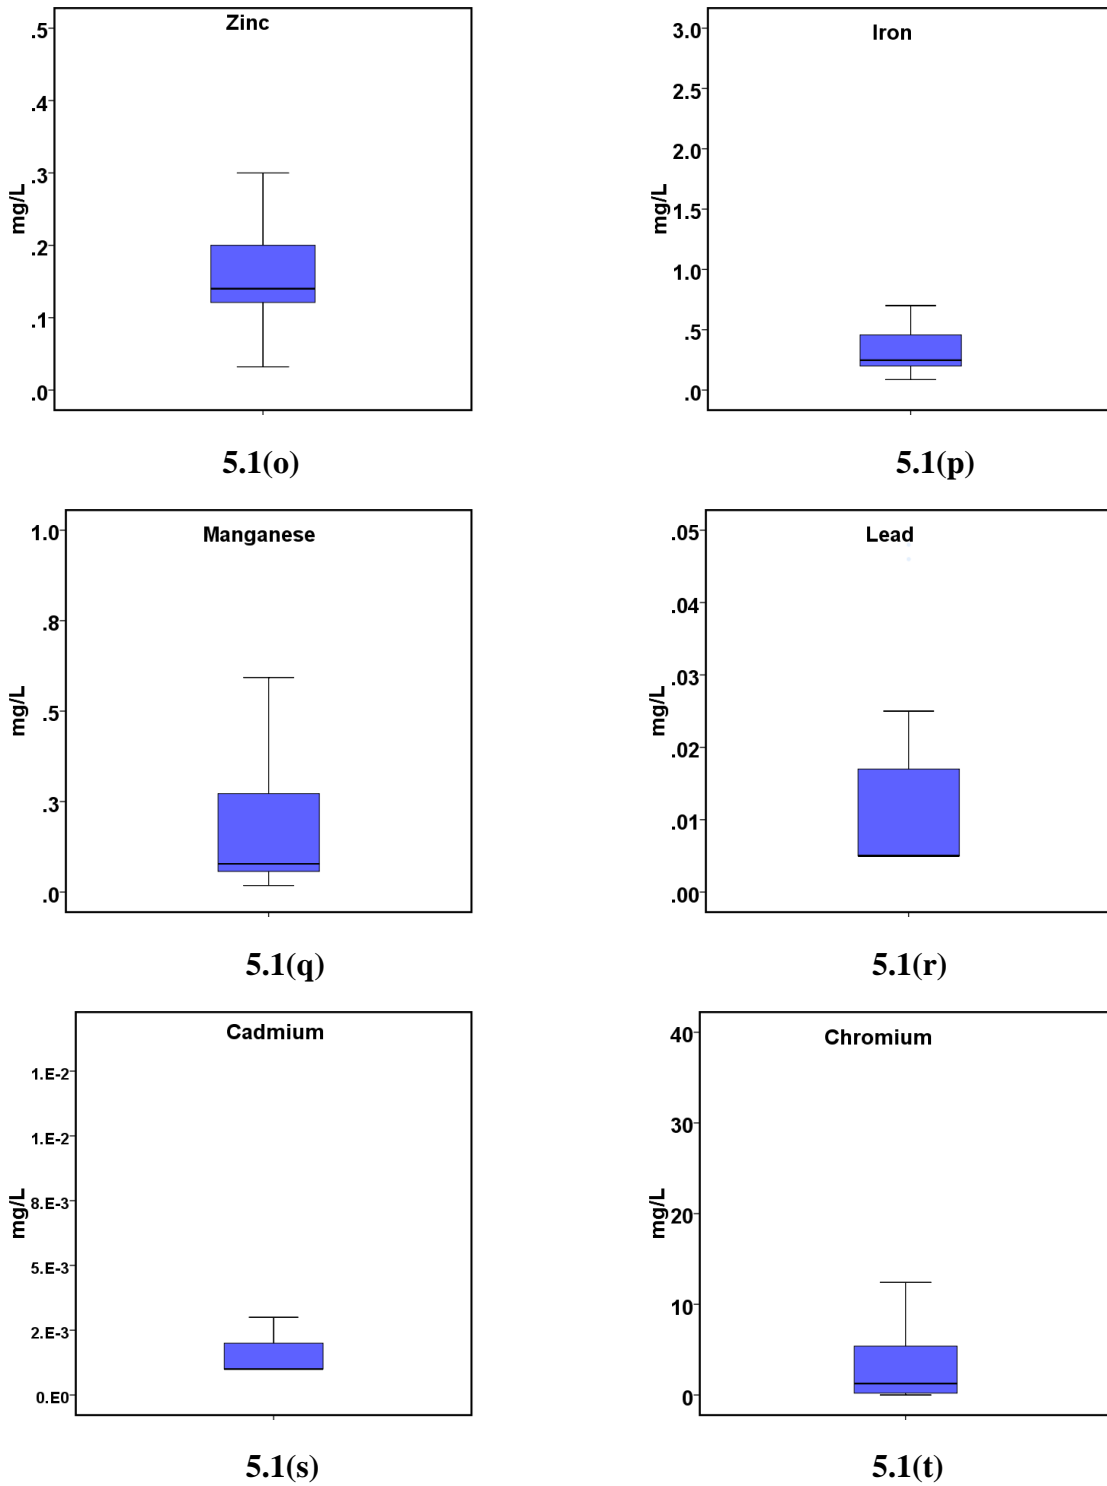 Zinc
.5
.4
.3
.2
.1
.0
mg/L
5.1(o)
Iron
3.0
2.5
2.0
1.5
1.0
.5
.0
mg/L
5.1(p)
Manganese
1.0
.8
.5
.3
.0
mg/L
5.1(q)
Lead
.05
.04
.03
.02
.01
.00
mg/L
5.1(r)
Cadmium
1.E-2
1.E-2
8.E-3
5.E-3
2.E-3
0.E0
mg/L
5.1(s)
Chromium
40
30
20
10
0
mg/L
5.1(t)